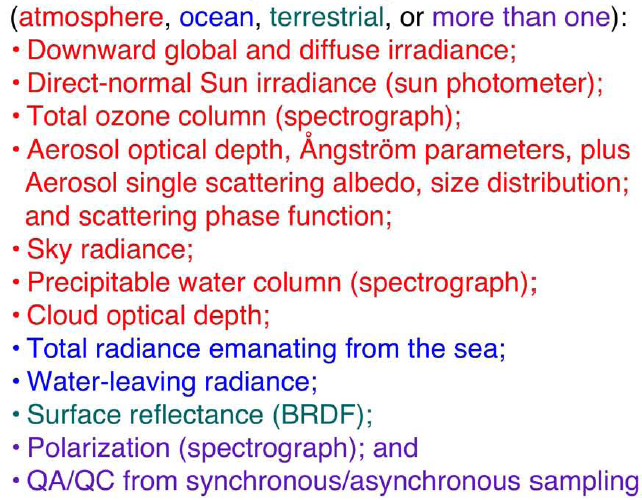 (atmosphere, ocean, terrestrial, or more than one):
• Downward global and diffuse irradiance;
• Direct-normal Sun irradiance (sun photometer);
• Total ozone column (spectrograph);
• Aerosol optical depth, Ångström parameters, plus
Aerosol single scattering albedo, size distribution;
and scattering phase function;
• Sky radiance;
• Precipitable water column (spectrograph);
• Cloud optical depth;
• Total radiance emanating from the sea;
• Water-leaving radiance;
• Surface reflectance (BRDF);
• Polarization (spectrograph); and
• QA/QC from synchronous/asynchronous sampling